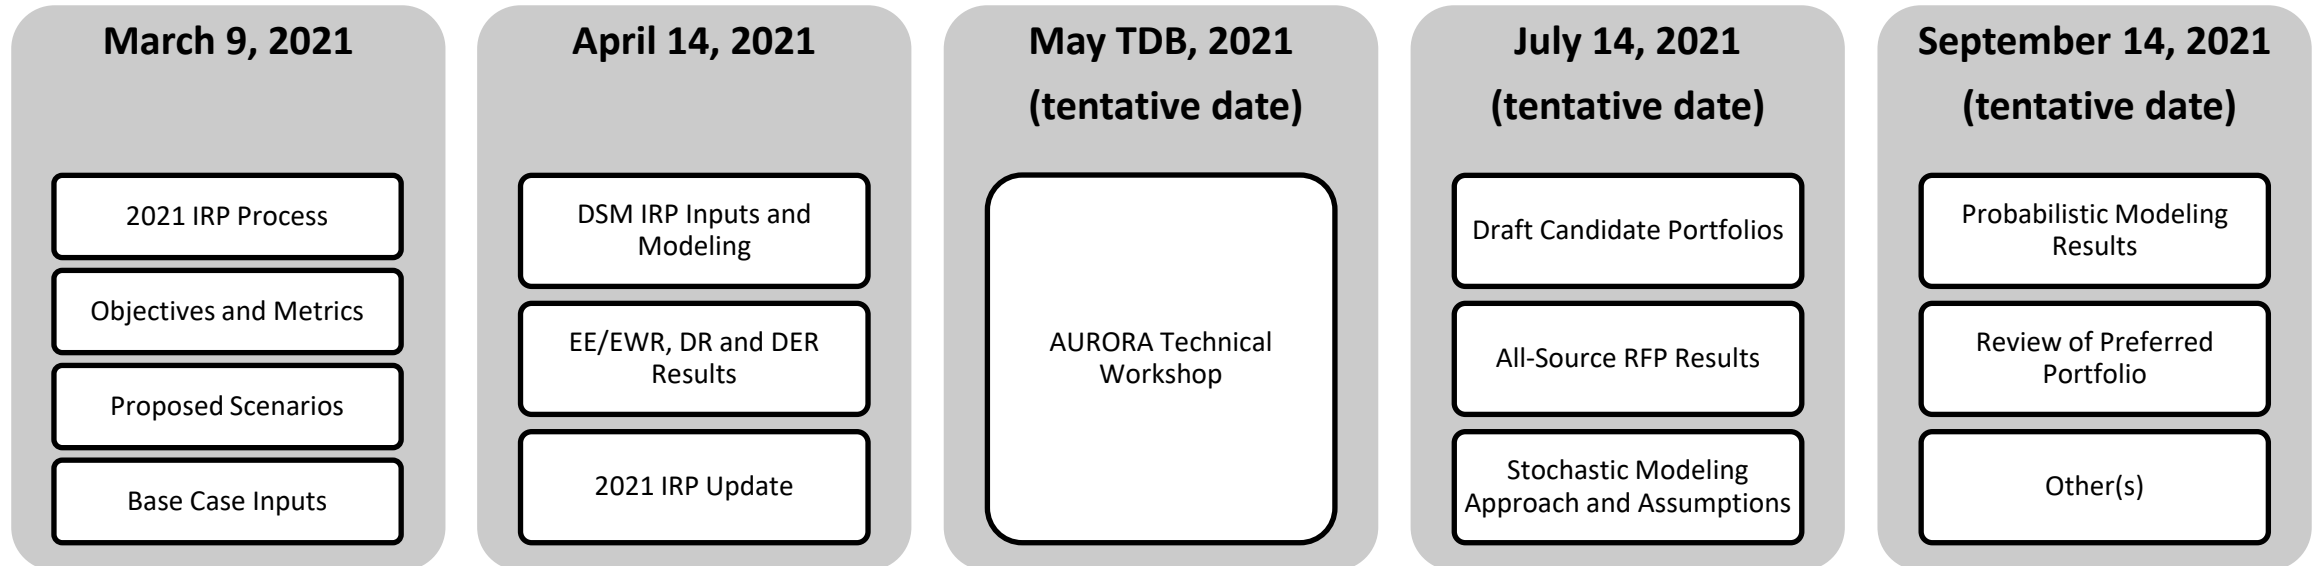 March 9, 2021
2021 IRP Process
Objectives and Metrics
Proposed Scenarios
Base Case Inputs
April 14, 2021
DSM IRP Inputs and
Modeling
EE/EWR, DR and DER
Results
2021 IRP Update
May TDB, 2021
(tentative date)
AURORA Technical
Workshop
July 14, 2021
(tentative date)
Draft Candidate Portfolios
All-Source RFP Results
Stochastic Modeling
Approach and Assumptions
September 14, 2021
(tentative date)
Probabilistic Modeling
Results
Review of Preferred
Portfolio
Other(s)